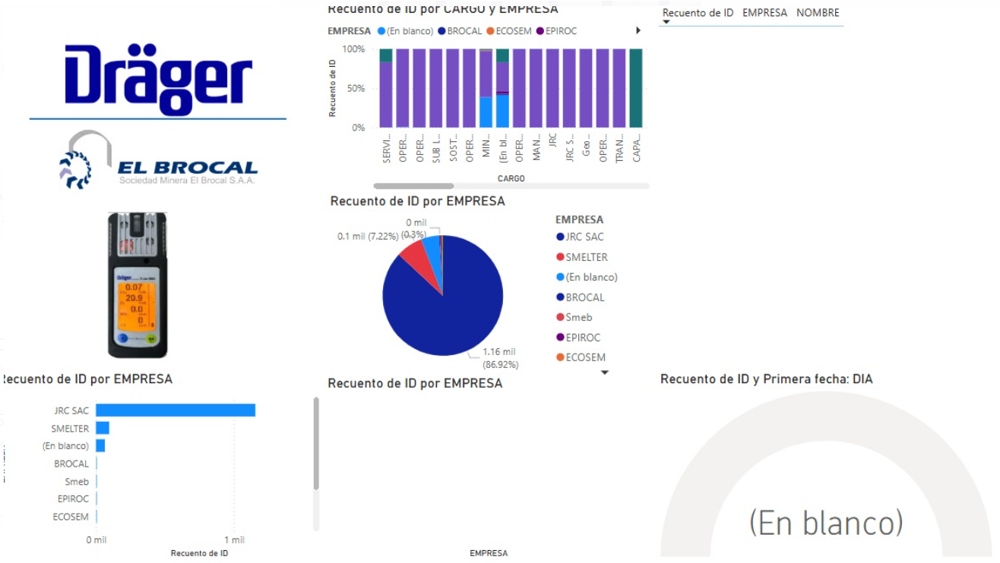 Dräger
EL BROCAL
Sociedad Minera El Brocal S.A.A.
Dräger
0.07
20.9
0.0
0
Recuento de ID por CARGO y EMPRESA
EMPRESA (En blanco) BROCAL ECOSEM EPIROC
100%
50%
0%
Recuento de ID
SERVI...
OPER...
OPER...
SUB L...
SOST...
OPER...
MIN...
(En bl...
OPER...
MAN...
JRC
JRC S...
Geo ...
OPER...
TRAN...
CAPA...
CARGO
Recuento de ID EMPRESA NOMBRE
Recuento de ID por EMPRESA
0 mil
(0.3%)
0.1 mil (7.22%)
1.16 mil
(86.92%)
EMPRESA
JRC SAC
SMELTER
(En blanco)
BROCAL
Smeb
EPIROC
ECOSEM
Recuento de ID por EMPRESA
JRC SAC
SMELTER
(En blanco)
BROCAL
Smeb
EPIROC
ECOSEM
0 mil
1 mil
Recuento de ID
Recuento de ID por EMPRESA
EMPRESA
Recuento de ID y Primera fecha: DIA
(En blanco)